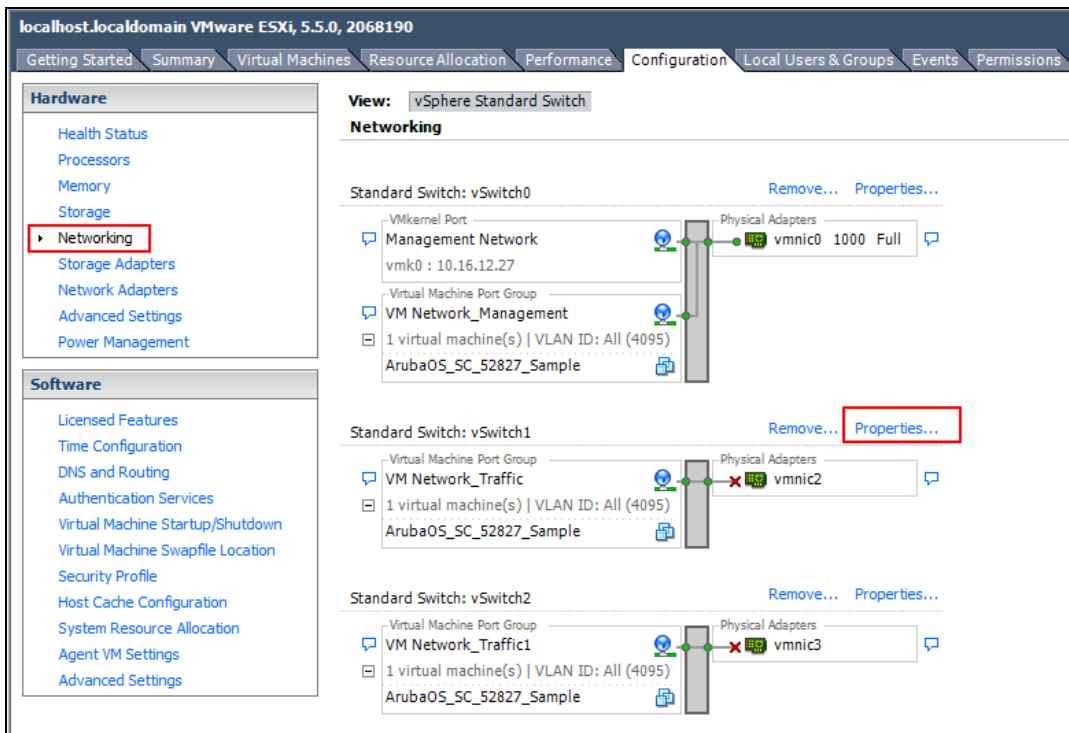 localhost.localdomain VMware ESXi, 5.5.0, 2068190
Getting Started Summary Virtual Machines Resource Allocation Performance Configuration Local Users & Groups Events Permissions
Hardware
Health Status
Processors
Memory
Storage
Networking
Storage Adapters
Network Adapters
Advanced Settings
Power Management
Software
Licensed Features
Time Configuration
DNS and Routing
Authentication Services
Virtual Machine Startup/Shutdown
Virtual Machine Swapfile Location
Security Profile
Host Cache Configuration
System Resource Allocation
Agent VM Settings
Advanced Settings
View: vSphere Standard Switch
Networking
Standard Switch: vSwitch0 Remove... Properties...
VMkernel Port Physical Adapters
Management Network vmnic0 1000 Full
vmk0 : 10.16.12.27
Virtual Machine Port Group
VM Network_Management
1 virtual machine(s) | VLAN ID: All (4095)
ArubaOS_SC_52827_Sample
Standard Switch: vSwitch1 Remove... Properties...
Virtual Machine Port Group Physical Adapters
VM Network_Traffic vmnic2
1 virtual machine(s) | VLAN ID: All (4095)
ArubaOS_SC_52827_Sample
Standard Switch: vSwitch2 Remove... Properties...
Virtual Machine Port Group Physical Adapters
VM Network_Traffic1 vmnic3
1 virtual machine(s) | VLAN ID: All (4095)
ArubaOS_SC_52827_Sample